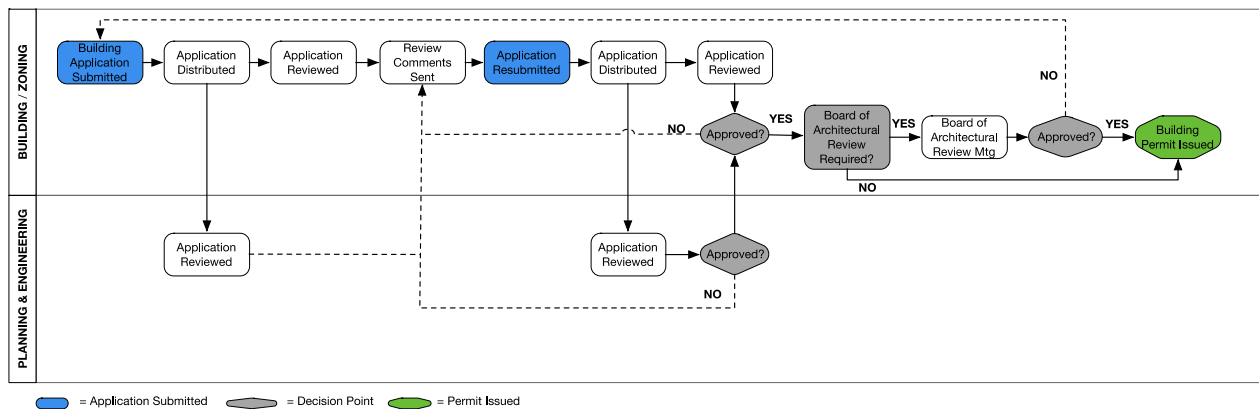 BUILDING / ZONING
Building
Application
Submitted
Application
Distributed
Application
Reviewed
Review
Comments
Sent
Application
Resubmitted
Application
Distributed
Application
Reviewed
NO
Approved?
YES
Board of
Architectural
Review
Required?
YES
Board of
Architectural
Review Mtg
NO
Approved?
YES
Building
Permit Issued
NO
PLANNING & ENGINEERING
Application
Reviewed
Application
Reviewed
Approved?
NO
= Application Submitted
= Decision Point
= Permit Issued